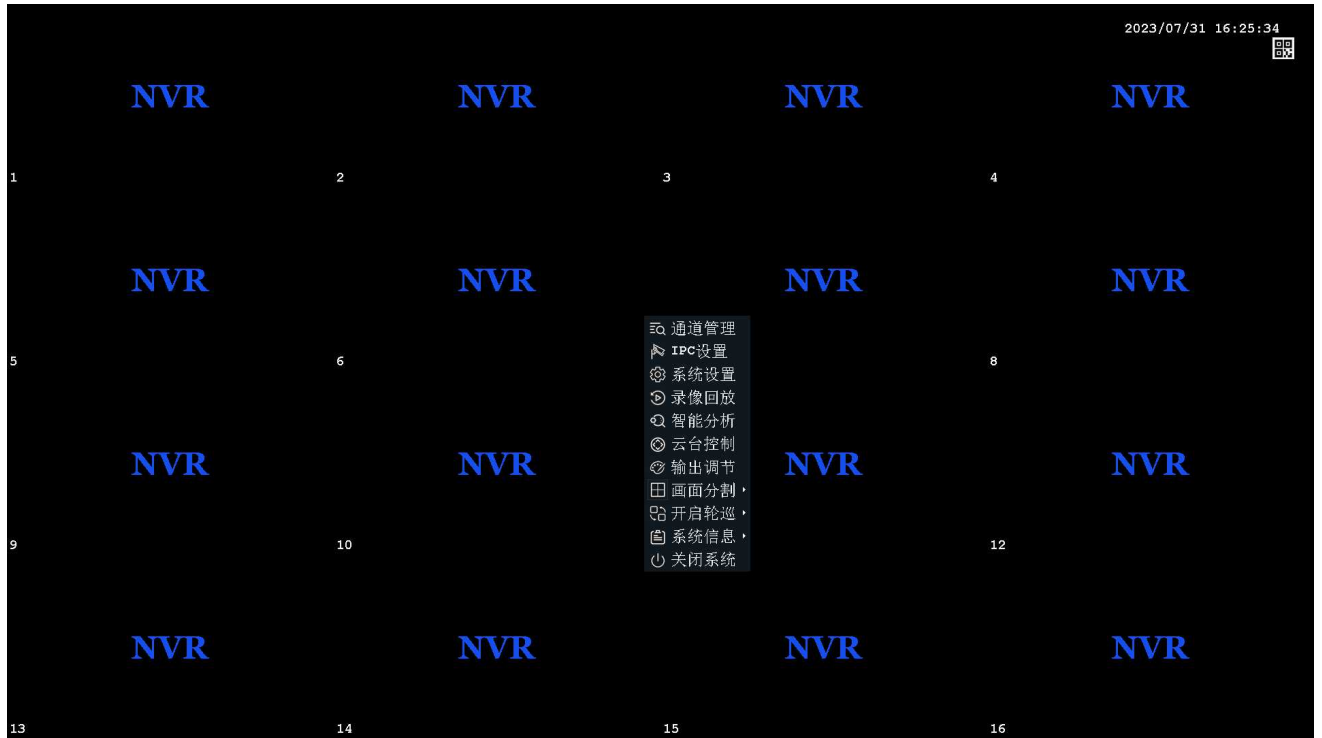 2023/07/31 16:25:34
NVR NVR NVR NVR
1 2 3 4
NVR NVR NVR NVR
5 6 8
NVR NVR NVR NVR
9 10 12
NVR NVR NVR NVR
13 14 15 16
通道管理
IPC设置
系统设置
录像回放
智能分析
云台控制
输出调节
画面分割
开启轮巡
系统信息
关闭系统